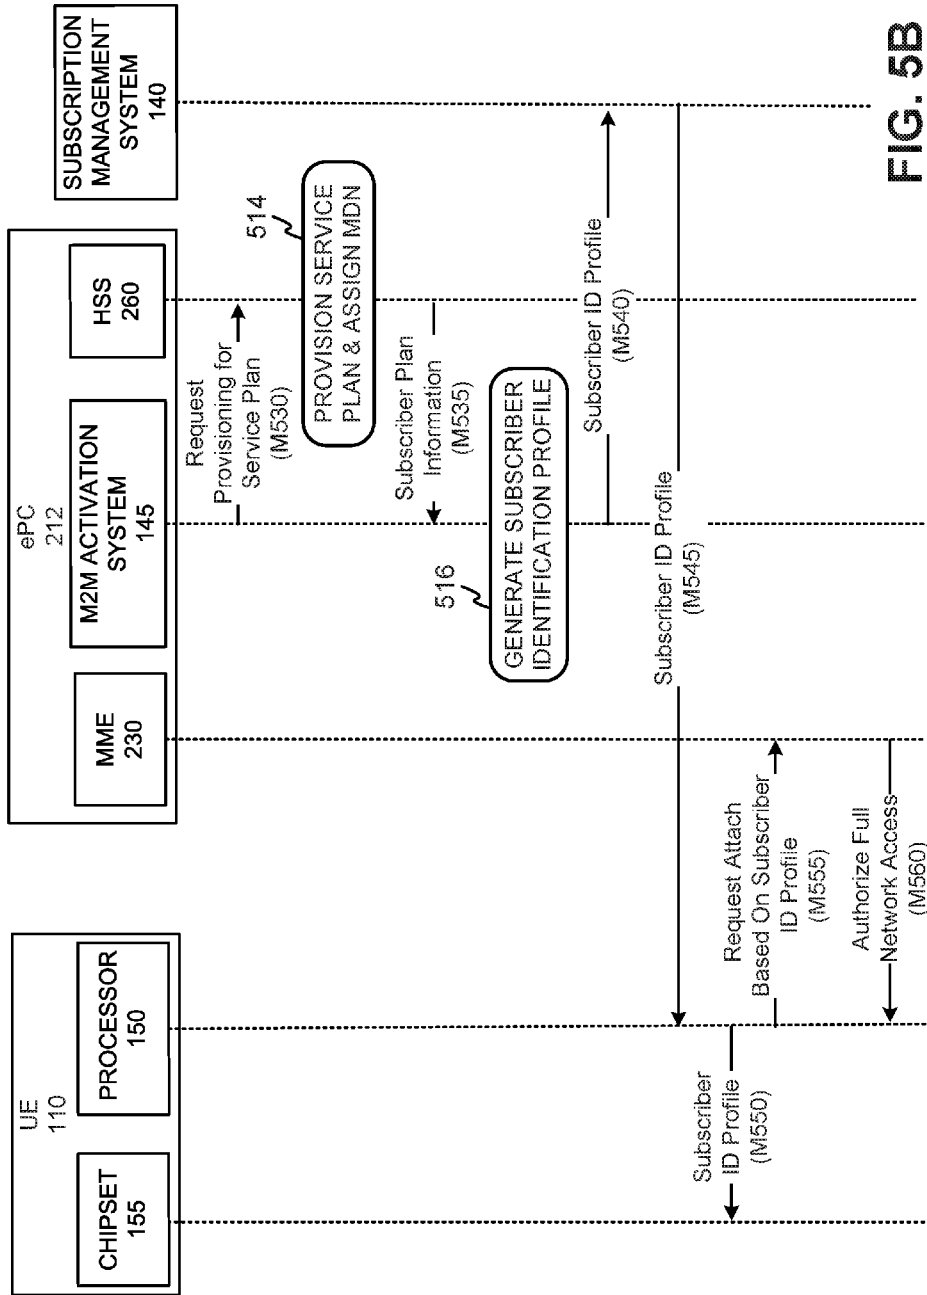 UE
110
CHIPSET
155
PROCESSOR
150
ePC
212
MME
230
M2M ACTIVATION
SYSTEM
145
HSS
260
SUBSCRIPTION
MANAGEMENT
SYSTEM
140
Request
Provisioning for
Service Plan
(M530)
514
PROVISION SERVICE
PLAN & ASSIGN MDN
Subscriber Plan
Information
(M535)
516
GENERATE SUBSCRIBER
IDENTIFICATION PROFILE
Subscriber ID Profile
(M540)
Subscriber ID Profile
(M545)
Subscriber
ID Profile
(M550)
Request Attach
Based On Subscriber
ID Profile
(M555)
Authorize Full
Network Access
(M560)
FIG. 5B